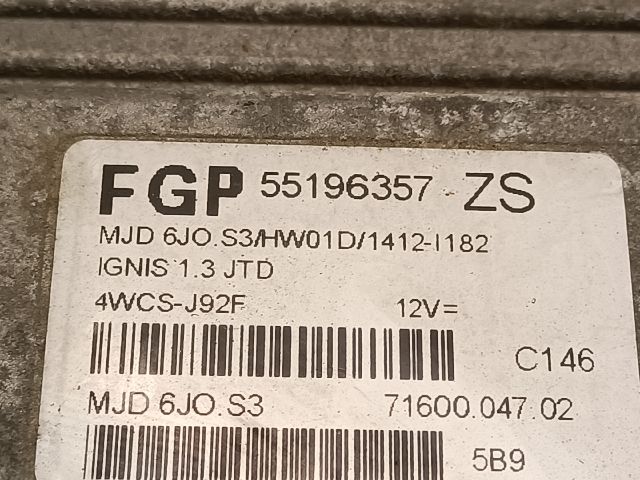 FGP 55196357 ZS
MJD 6JO.S3/HW01D/1412-I182
IGNIS 1.3 JTD
4WCS-J92F 12V=
C146
MJD 6JO.S3 71600.047.02
5B9